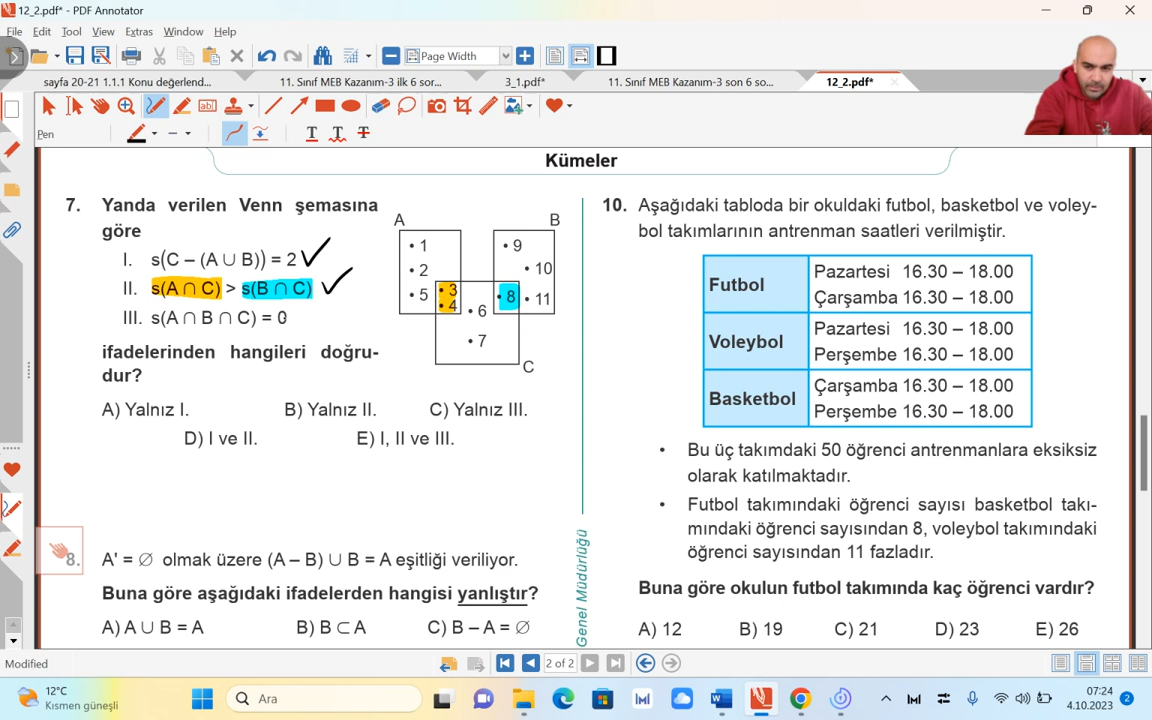 12_2.pdf* - PDF Annotator
File Edit Tool View Extras Window Help
Page Width
sayfa 20-21 1.1.1 Konu değerlend...
11. Sınıf MEB Kazanım-3 ilk 6 sor...
3_1.pdf*
11. Sınıf MEB Kazanım-3 son 6 so...
12_2.pdf*
Pen
Kümeler
7. Yanda verilen Venn şemasına
göre
I. s(C – (A ∪ B)) = 2
II. s(A ∩ C) > s(B ∩ C)
III. s(A ∩ B ∩ C) = 0
ifadelerinden hangileri doğru-
dur?
A) Yalnız I. B) Yalnız II. C) Yalnız III.
D) I ve II. E) I, II ve III.
A B
• 1 • 9
• 2 • 10
• 5 • 3 • 8 • 11
• 4 • 6
• 7
C
8. A' = ∅ olmak üzere (A – B) ∪ B = A eşitliği veriliyor.
Buna göre aşağıdaki ifadelerden hangisi yanlıştır?
A) A ∪ B = A B) B ⊂ A C) B – A = ∅
Genel Müdürlüğü
10. Aşağıdaki tabloda bir okuldaki futbol, basketbol ve voley-
bol takımlarının antrenman saatleri verilmiştir.
Futbol
Pazartesi 16.30 – 18.00
Çarşamba 16.30 – 18.00
Voleybol
Pazartesi 16.30 – 18.00
Perşembe 16.30 – 18.00
Basketbol
Çarşamba 16.30 – 18.00
Perşembe 16.30 – 18.00
• Bu üç takımdaki 50 öğrenci antrenmanlara eksiksiz
olarak katılmaktadır.
• Futbol takımındaki öğrenci sayısı basketbol takı-
mındaki öğrenci sayısından 8, voleybol takımındaki
öğrenci sayısından 11 fazladır.
Buna göre okulun futbol takımında kaç öğrenci vardır?
A) 12 B) 19 C) 21 D) 23 E) 26
Modified
2 of 2
12°C
Kısmen güneşli
Ara
07:24
4.10.2023
2